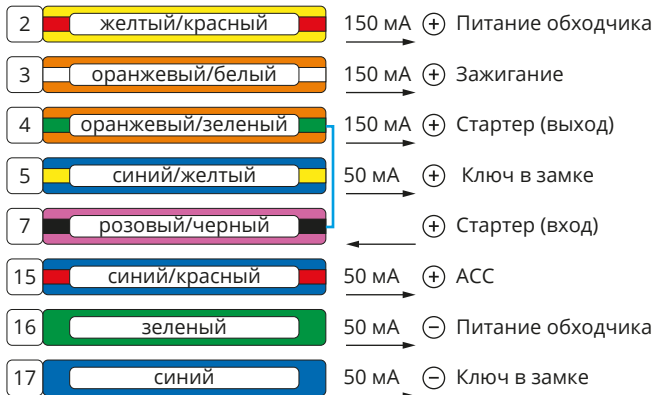 2 желтый/красный 150 мА + Питание обходчика
3 оранжевый/белый 150 мА + Зажигание
4 оранжевый/зеленый 150 мА + Стартер (выход)
5 синий/желтый 50 мА + Ключ в замке
7 розовый/черный + Стартер (вход)
15 синий/красный 50 мА + ACC
16 зеленый 50 мА − Питание обходчика
17 синий 50 мА − Ключ в замке